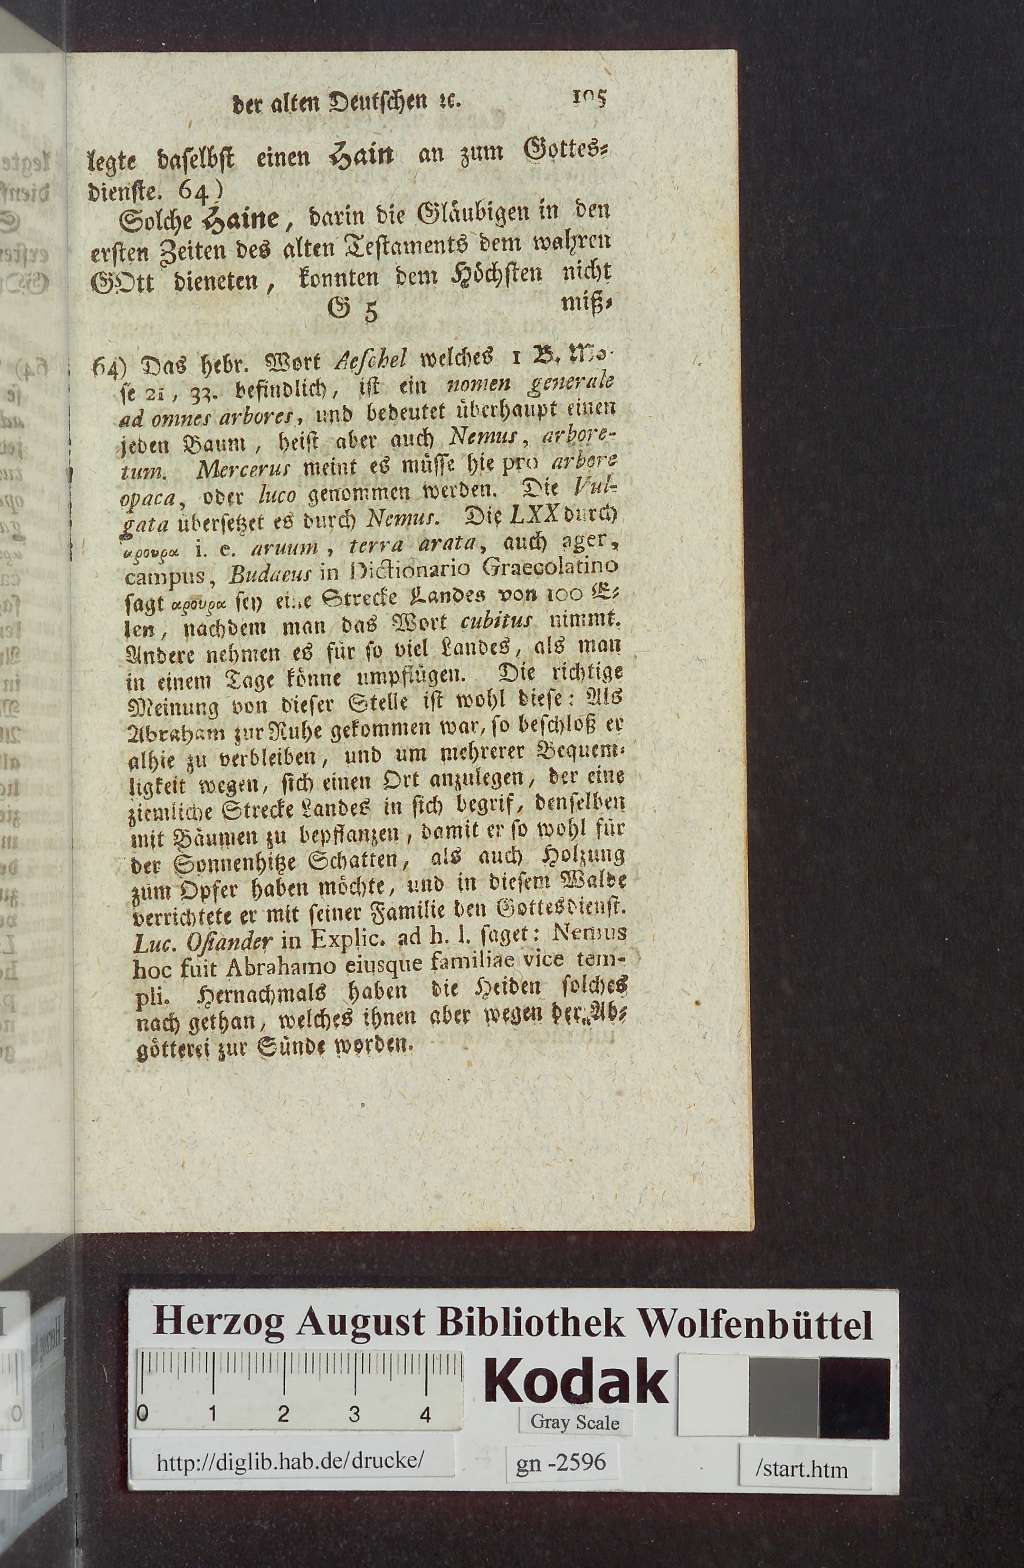 der alten Deutschen ꝛc. 105
legte daselbst einen Hain an zum Gottes-
dienste. 64)
Solche Haine, darin die Gläubigen in den
ersten Zeiten des alten Testaments dem wahren
GOtt dieneten, konnten dem Höchsten nicht
G 5 miß-
64) Das hebr. Wort Aeschel welches 1 B. Mo-
se 21, 33. befindlich, ist ein nomen generale
ad omnes arbores, und bedeutet überhaupt einen
jeden Baum, heist aber auch Nemus, arbore-
tum. Mercerus meint es müsse hie pro arbore
opaca, oder luco genommen werden. Die Vul-
gata übersetzet es durch Nemus. Die LXX durch
αρουρα i. e. aruum, terra arata, auch ager,
campus, Budaeus in Dictionario Graecolatino
sagt αρουρα sey eine Strecke Landes von 100 E-
len, nachdem man das Wort cubitus nimmt.
Andere nehmen es für so viel Landes, als man
in einem Tage könne umpflügen. Die richtige
Meinung von dieser Stelle ist wohl diese: Als
Abraham zur Ruhe gekommen war, so beschloß er
alhie zu verbleiben, und um mehrerer Bequem-
ligkeit wegen, sich einen Ort anzulegen, der eine
ziemliche Strecke Landes in sich begrif, denselben
mit Bäumen zu bepflanzen, damit er so wohl für
der Sonnenhitze Schatten, als auch Holzung
zum Opfer haben möchte, und in diesem Walde
verrichtete er mit seiner Familie den Gottesdienst.
Luc. Osiander in Explic. ad h. l. saget: Nemus
hoc fuit Abrahamo eiusque familiae vice tem-
pli. Hernachmals haben die Heiden solches
nach gethan, welches ihnen aber wegen der Ab-
götterei zur Sünde worden.
Herzog August Bibliothek Wolfenbüttel
0 1 2 3 4
Kodak
Gray Scale
http://diglib.hab.de/drucke/ gn -2596 /start.htm